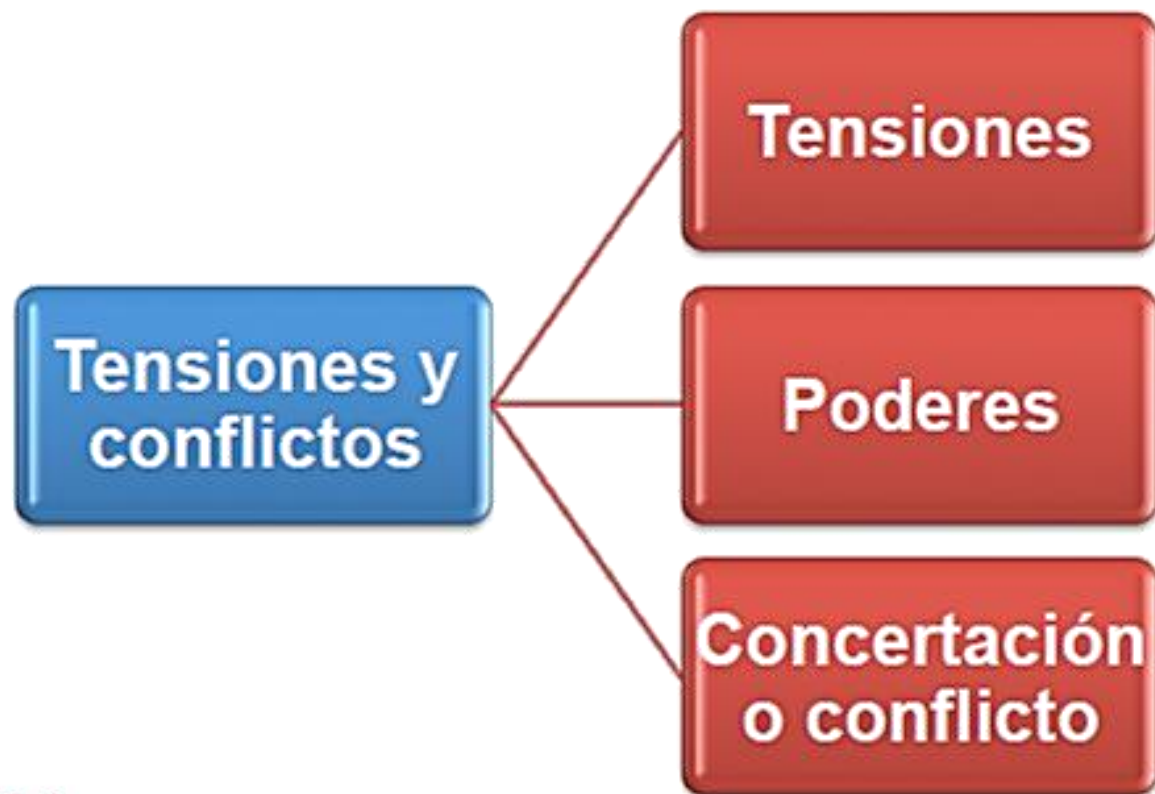 Tensiones
Tensiones y
conflictos
Poderes
Concertación
o conflicto